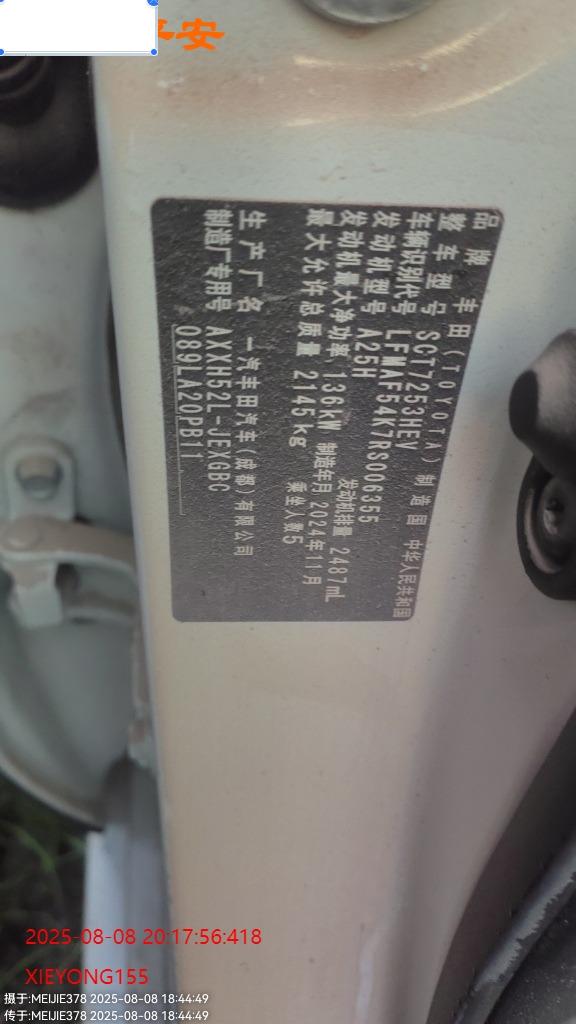 平安
品牌 丰田(TOYOTA) 制造国 中华人民共和国
整车型号 SCT7253HEV
车辆识别代号 LFMAF54K7RS006355
发动机型号 A25H 发动机排量 2487mL
发动机最大净功率 136kW 制造年月 2024年11月
最大允许总质量 2145kg 乘坐人数5
生产厂名 一汽丰田汽车(成都)有限公司
制造厂专用号 AXXH52L-JEXGBC
089LA20PB11
2025-08-08 20:17:56:418
XIEYONG155
摄于:MEIJIE378 2025-08-08 18:44:49
传于:MEIJIE378 2025-08-08 18:44:49